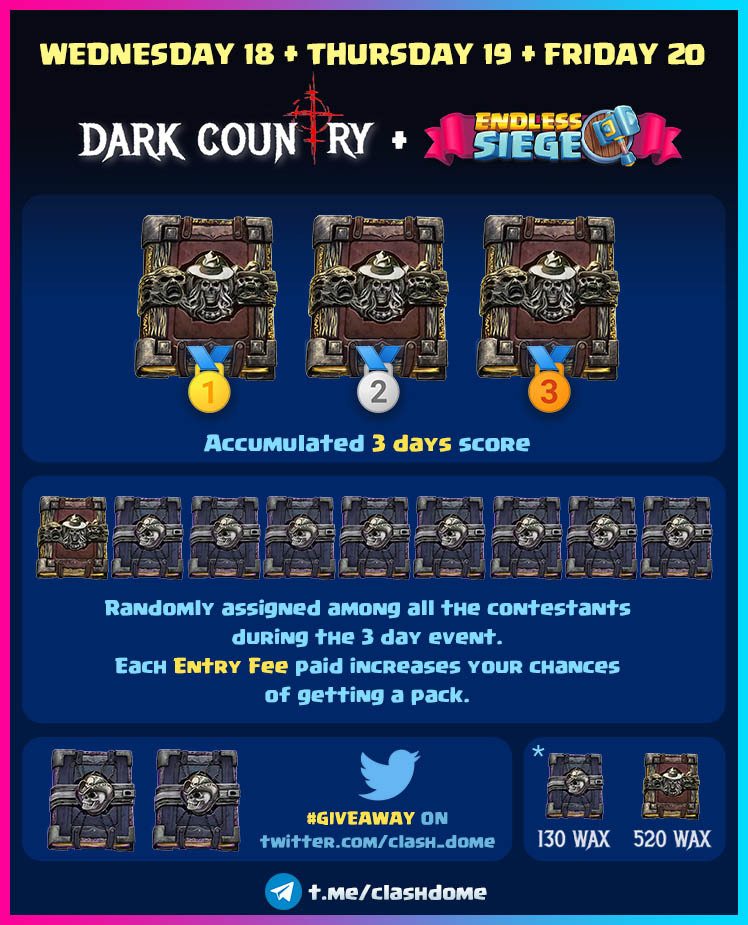 WEDNESDAY 18 + THURSDAY 19 + FRIDAY 20
DARK COUNTRY + ENDLESS SIEGE
1 2 3
Accumulated 3 days score
Randomly assigned among all the contestants
during the 3 day event.
Each Entry Fee paid increases your chances
of getting a pack.
#GIVEAWAY ON
twitter.com/clash_dome
*
130 WAX 520 WAX
t.me/clashdome